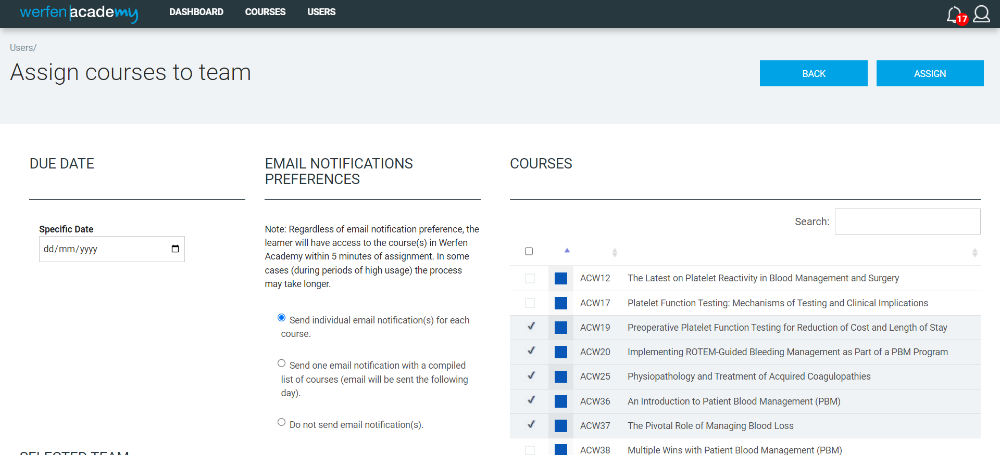 werfen academy
DASHBOARD
COURSES
USERS
17
Users/
Assign courses to team
BACK
ASSIGN
DUE DATE
Specific Date
dd/mm/yyyy
EMAIL NOTIFICATIONS
PREFERENCES
Note: Regardless of email notification preference, the
learner will have access to the course(s) in Werfen
Academy within 5 minutes of assignment. In some
cases (during periods of high usage) the process
may take longer.
Send individual email notification(s) for each
course.
Send one email notification with a compiled
list of courses (email will be sent the following
day).
Do not send email notification(s).
COURSES
Search:
ACW12 The Latest on Platelet Reactivity in Blood Management and Surgery
ACW17 Platelet Function Testing: Mechanisms of Testing and Clinical Implications
ACW19 Preoperative Platelet Function Testing for Reduction of Cost and Length of Stay
ACW20 Implementing ROTEM-Guided Bleeding Management as Part of a PBM Program
ACW25 Physiopathology and Treatment of Acquired Coagulopathies
ACW36 An Introduction to Patient Blood Management (PBM)
ACW37 The Pivotal Role of Managing Blood Loss
ACW38 Multiple Wins with Patient Blood Management (PBM)
SELECTED TEAM